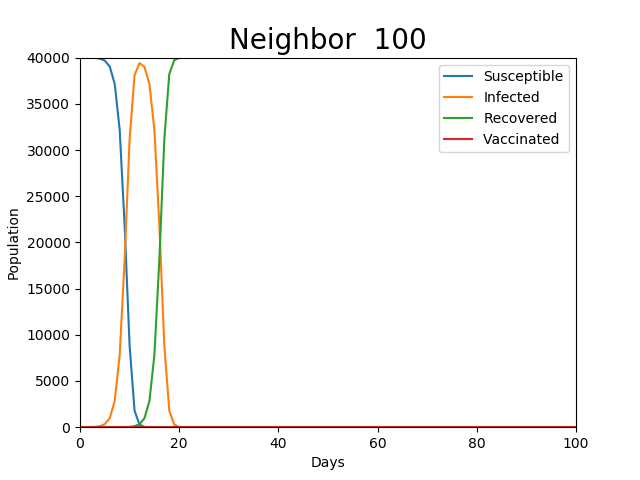 Neighbor  100
40000
35000
30000
25000
20000
15000
10000
5000
0
Population
Susceptible
Infected
Recovered
Vaccinated
0 20 40 60 80 100
Days